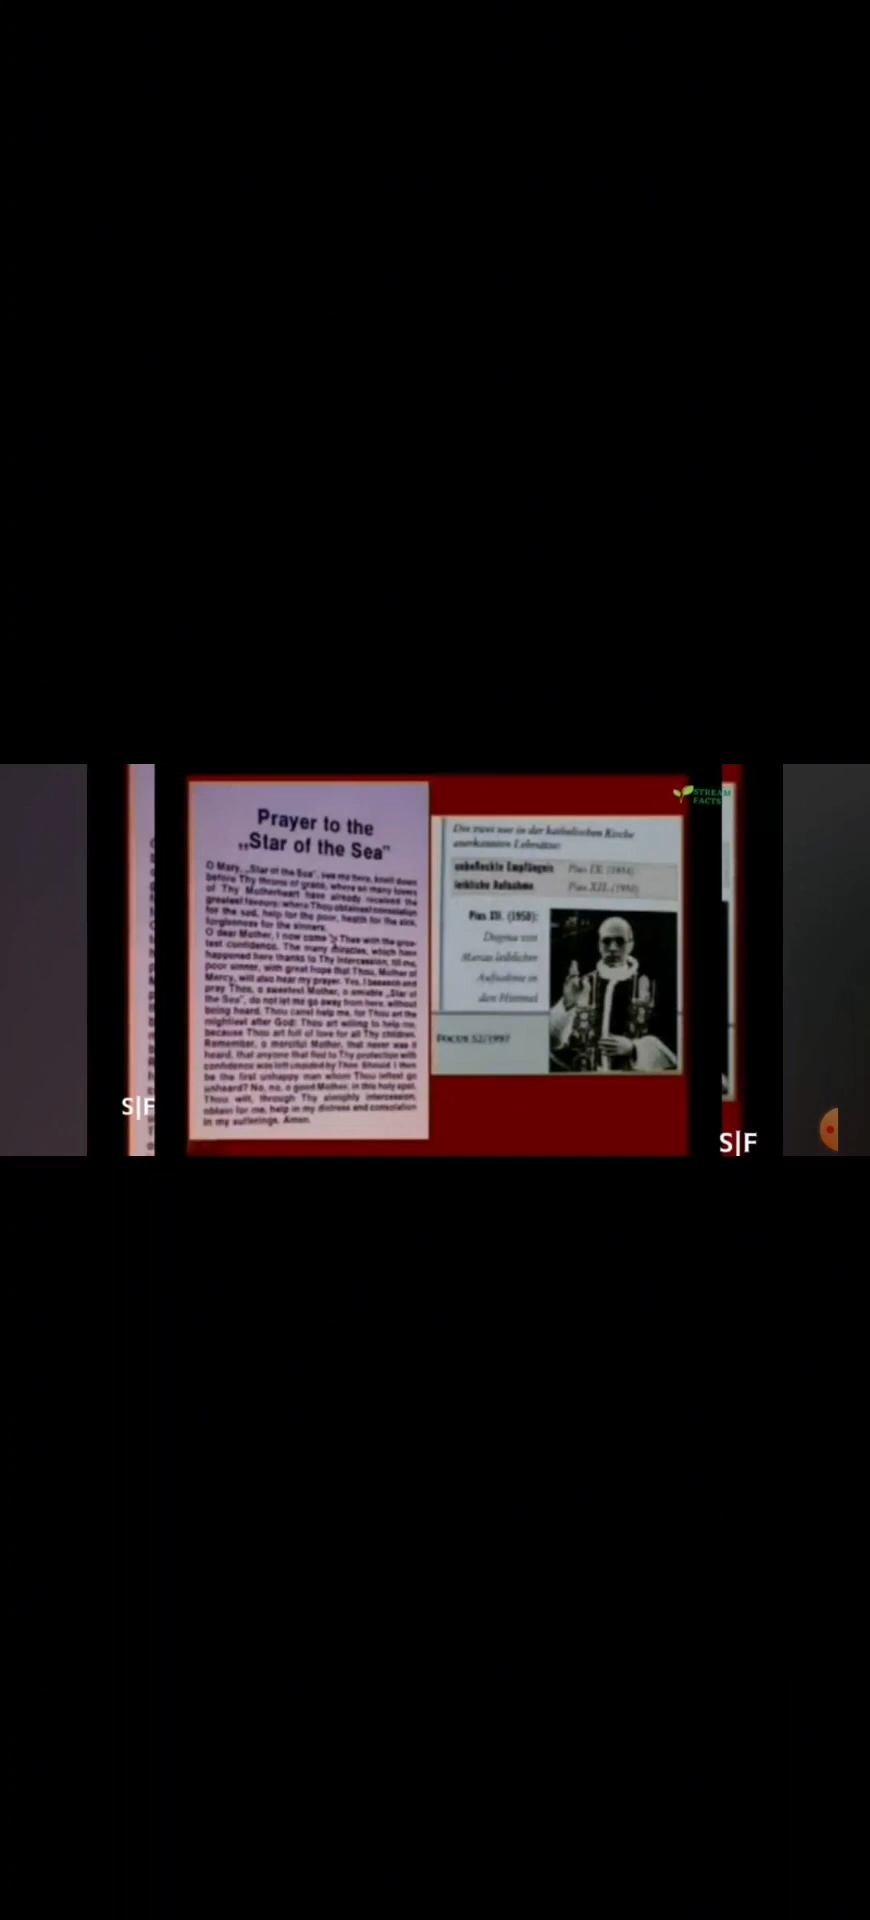 Prayer to the
„Star of the Sea"
O Mary, „Star of the Sea", see me here, knelt down
before Thy throne of grace, where so many lovers
of Thy Motherheart have already received the
greatest favours: where Thou obtainest consolation
for the sad, help for the poor, health for the sick,
forgiveness for the sinners.
O dear Mother, I now come to Thee with the grea-
test confidence. The many miracles, which have
happened here thanks to Thy intercession, fill me,
poor sinner, with great hope that Thou, Mother of
Mercy, will also hear my prayer. Yes, I beseech and
pray Thee, o sweetest Mother, o amiable „Star of
the Sea", do not let me go away from here, without
being heard. Thou canst help me, for Thou art the
mightiest after God: Thou art willing to help me,
because Thou art full of love for all Thy children.
Remember, o merciful Mother, that never was it
heard, that anyone that fled to Thy protection with
confidence was left unaided by Thee. Should I then
be the first unhappy man whom Thou lettest go
unheard? No, no, o good Mother, in this holy spot,
Thou will, through Thy almighty intercession,
obtain for me, help in my distress and consolation
in my sufferings. Amen.
STREAM
FACTS
Die zwei nur in der katholischen Kirche
anerkannten Lehrsätze:
unbefleckte Empfängnis Pius IX. (1854)
leibliche Aufnahme Pius XII. (1950)
Pius XII. (1950):
Dogma von
Marias leiblicher
Aufnahme in
den Himmel
FOCUS 52/1997
S|F
S|F